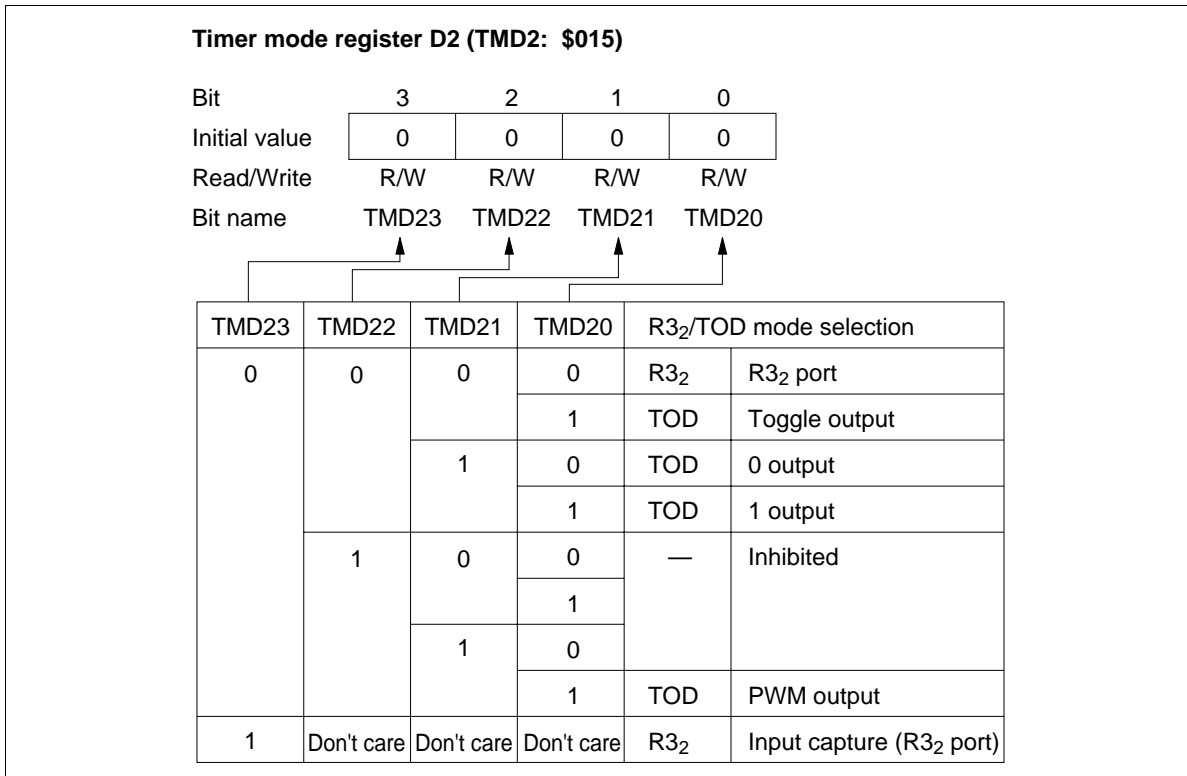 Timer mode register D2 (TMD2: $015)
Bit 3 2 1 0
Initial value 0 0 0 0
Read/Write R/W R/W R/W R/W
Bit name TMD23 TMD22 TMD21 TMD20
TMD23 TMD22 TMD21 TMD20 R3₂/TOD mode selection
0 0 0 0 R3₂ R3₂ port
1 TOD Toggle output
1 0 TOD 0 output
1 TOD 1 output
1 0 0 — Inhibited
1
1 0
1 TOD PWM output
1 Don't care Don't care Don't care R3₂ Input capture (R3₂ port)